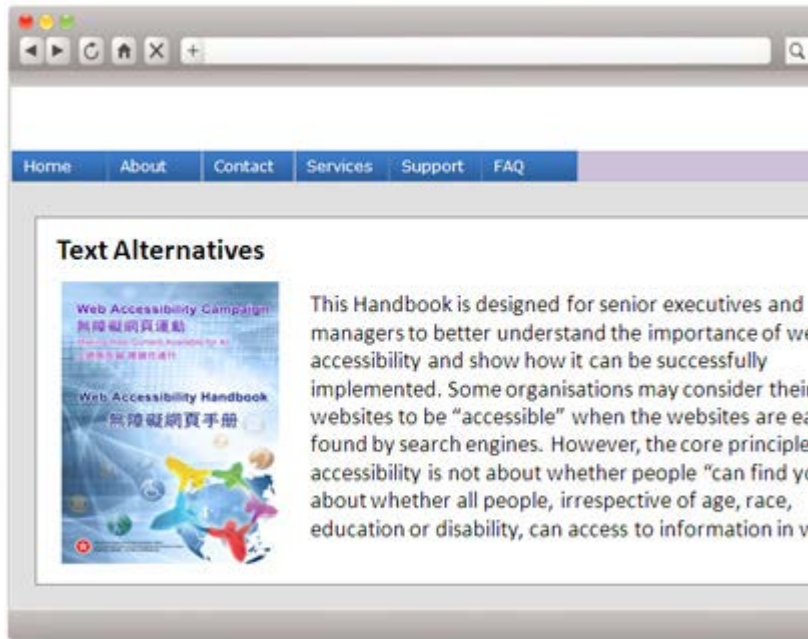 Home About Contact Services Support FAQ
Text Alternatives
Web Accessibility Campaign
無障礙網頁運動
Web Accessibility Handbook
無障礙網頁手冊
This Handbook is designed for senior executives and
managers to better understand the importance of we
accessibility and show how it can be successfully
implemented. Some organisations may consider their
websites to be “accessible” when the websites are ea
found by search engines. However, the core principle
accessibility is not about whether people “can find yo
about whether all people, irrespective of age, race,
education or disability, can access to information in w